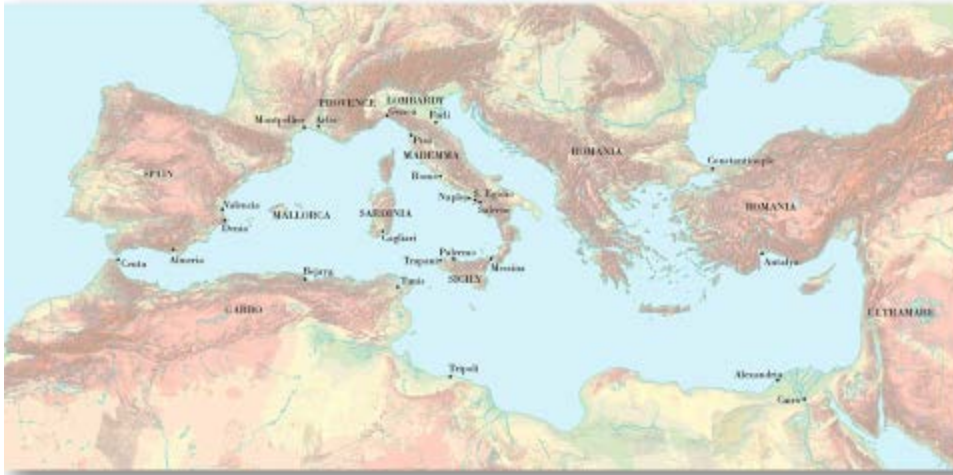 PROVENCE
LOMBARDY
Genoa
Montpellier
Arles
Forli
Pisa
MAREMMA
ROMANIA
Rome
Constantinople
SPAIN
Naples
Salerno
Valencia
MALLORCA
SARDINIA
ROMANIA
Denia
Cagliari
Ceuta
Almeria
Palermo
Trapani
Messina
Antalya
Bejaya
Tunis
SICILY
GARBO
ULTRAMARE
Tripoli
Alexandria
Cairo